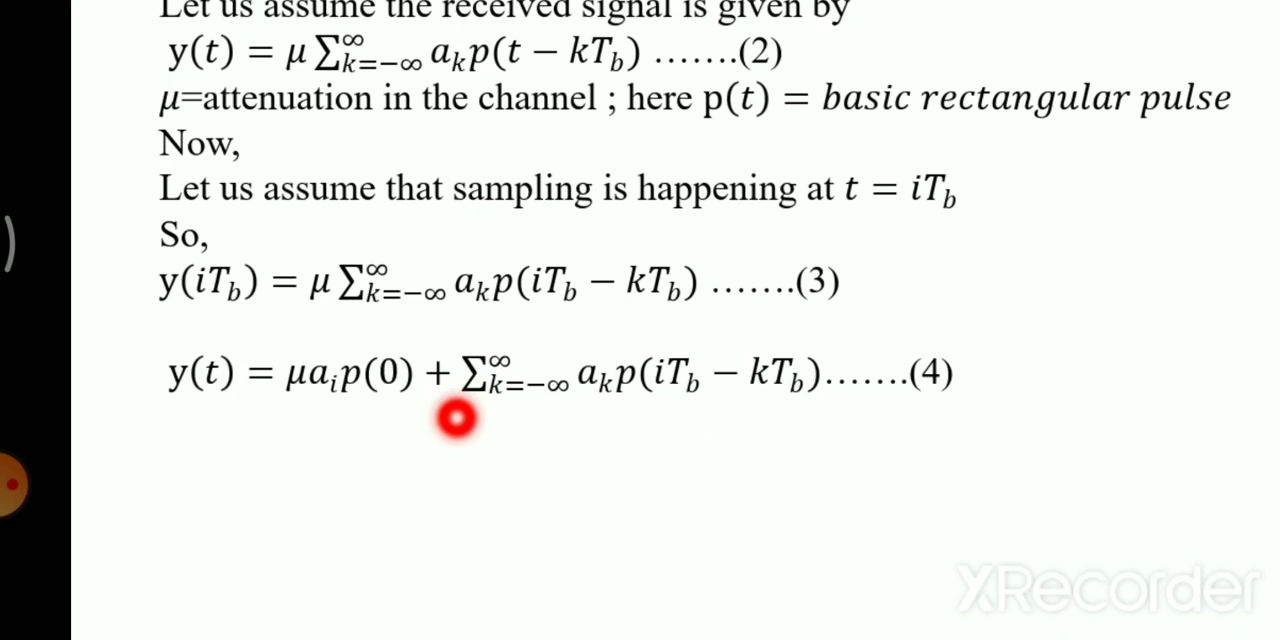 Let us assume the received signal is given by
y(t) = μ ∑_{k=−∞}^{∞} a_k p(t − kT_b) …….(2)
μ=attenuation in the channel ; here p(t) = basic rectangular pulse
Now,
Let us assume that sampling is happening at t = iT_b
So,
)
y(iT_b) = μ ∑_{k=−∞}^{∞} a_k p(iT_b − kT_b) …….(3)
y(t) = μa_i p(0) + ∑_{k=−∞}^{∞} a_k p(iT_b − kT_b)…….(4)
XRecorder